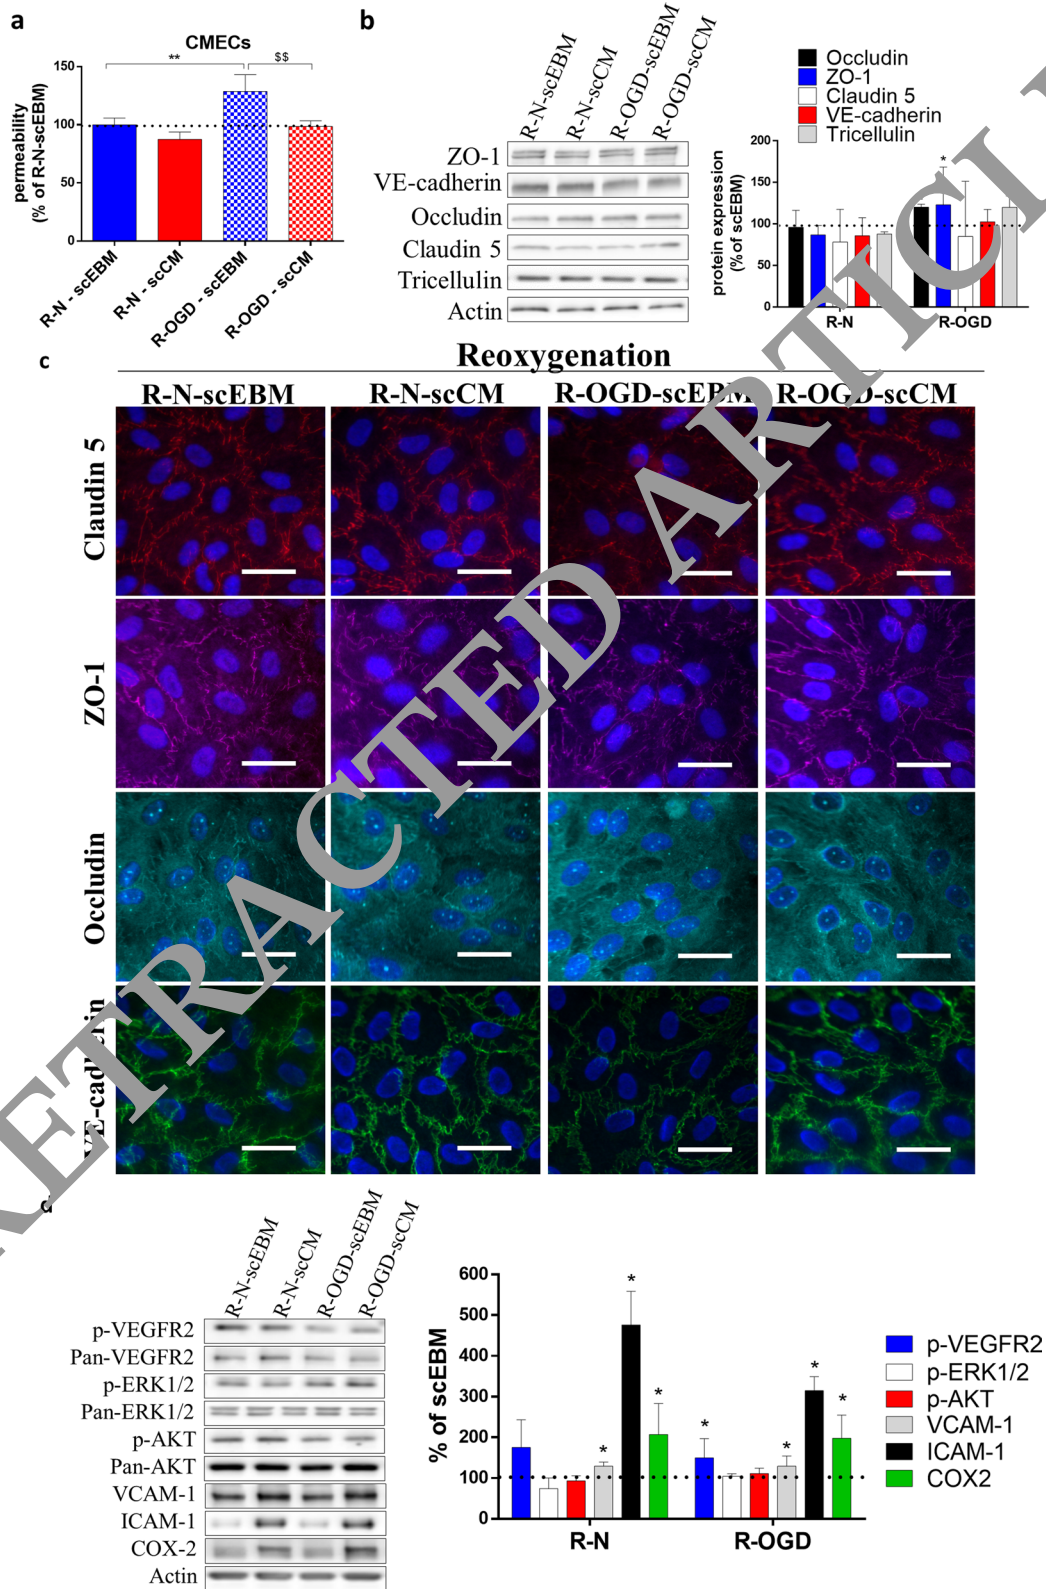 a
CMECs
**
$$
permeability
(% of R-N-scEBM)
150
100
50
0
R-N - scEBM
R-N - scCM
R-OGD - scEBM
R-OGD - scCM
b
R-N-scEBM
R-N-scCM
R-OGD-scEBM
R-OGD-scCM
ZO-1
VE-cadherin
Occludin
Claudin 5
Tricellulin
Actin
Occludin
ZO-1
Claudin 5
VE-cadherin
Tricellulin
protein expression
(% of scEBM)
200
150
100
50
0
*
R-N
R-OGD
c
Reoxygenation
R-N-scEBM
R-N-scCM
R-OGD-scEBM
R-OGD-scCM
Claudin 5
ZO-1
Occludin
VE-cadherin
RETRACTED ARTICLE
d
R-N-scEBM
R-N-scCM
R-OGD-scEBM
R-OGD-scCM
p-VEGFR2
Pan-VEGFR2
p-ERK1/2
Pan-ERK1/2
p-AKT
Pan-AKT
VCAM-1
ICAM-1
COX-2
Actin
% of scEBM
600
500
400
300
200
100
0
*
*
*
*
*
*
*
R-N
R-OGD
p-VEGFR2
p-ERK1/2
p-AKT
VCAM-1
ICAM-1
COX2